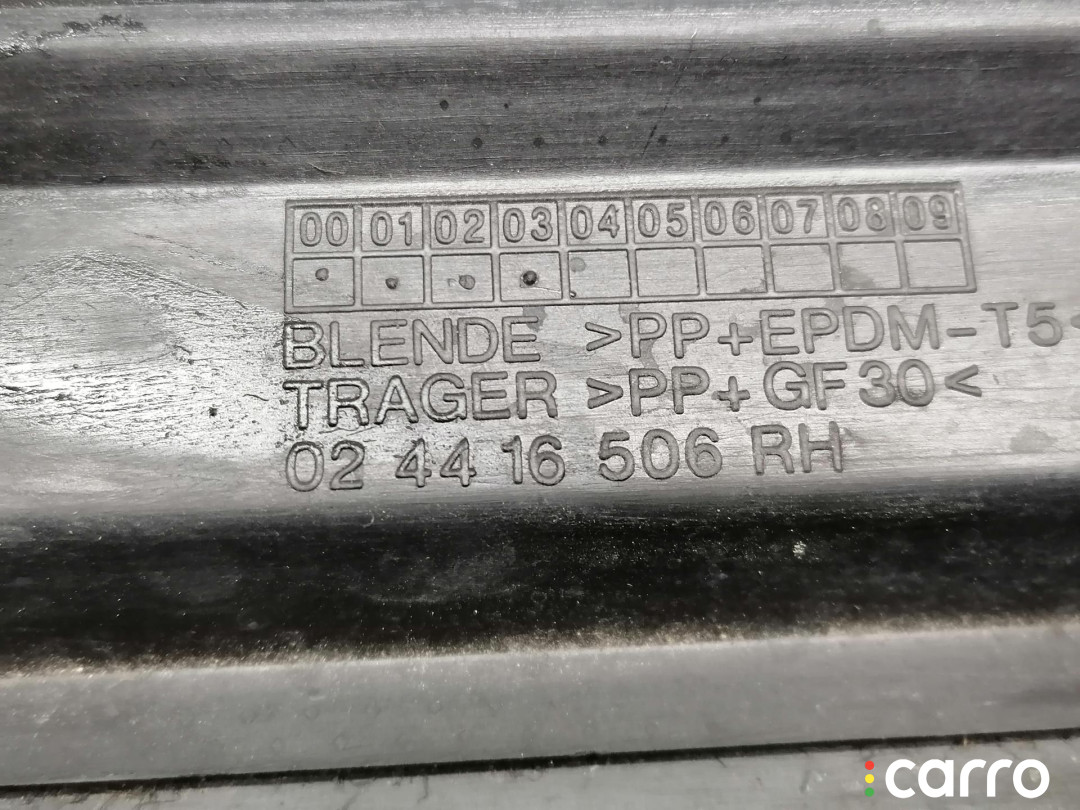 00 01 02 03 04 05 06 07 08 09
BLENDE >PP+EPDM-T5<
TRAGER >PP+GF30<
02 44 16 506 RH
carro